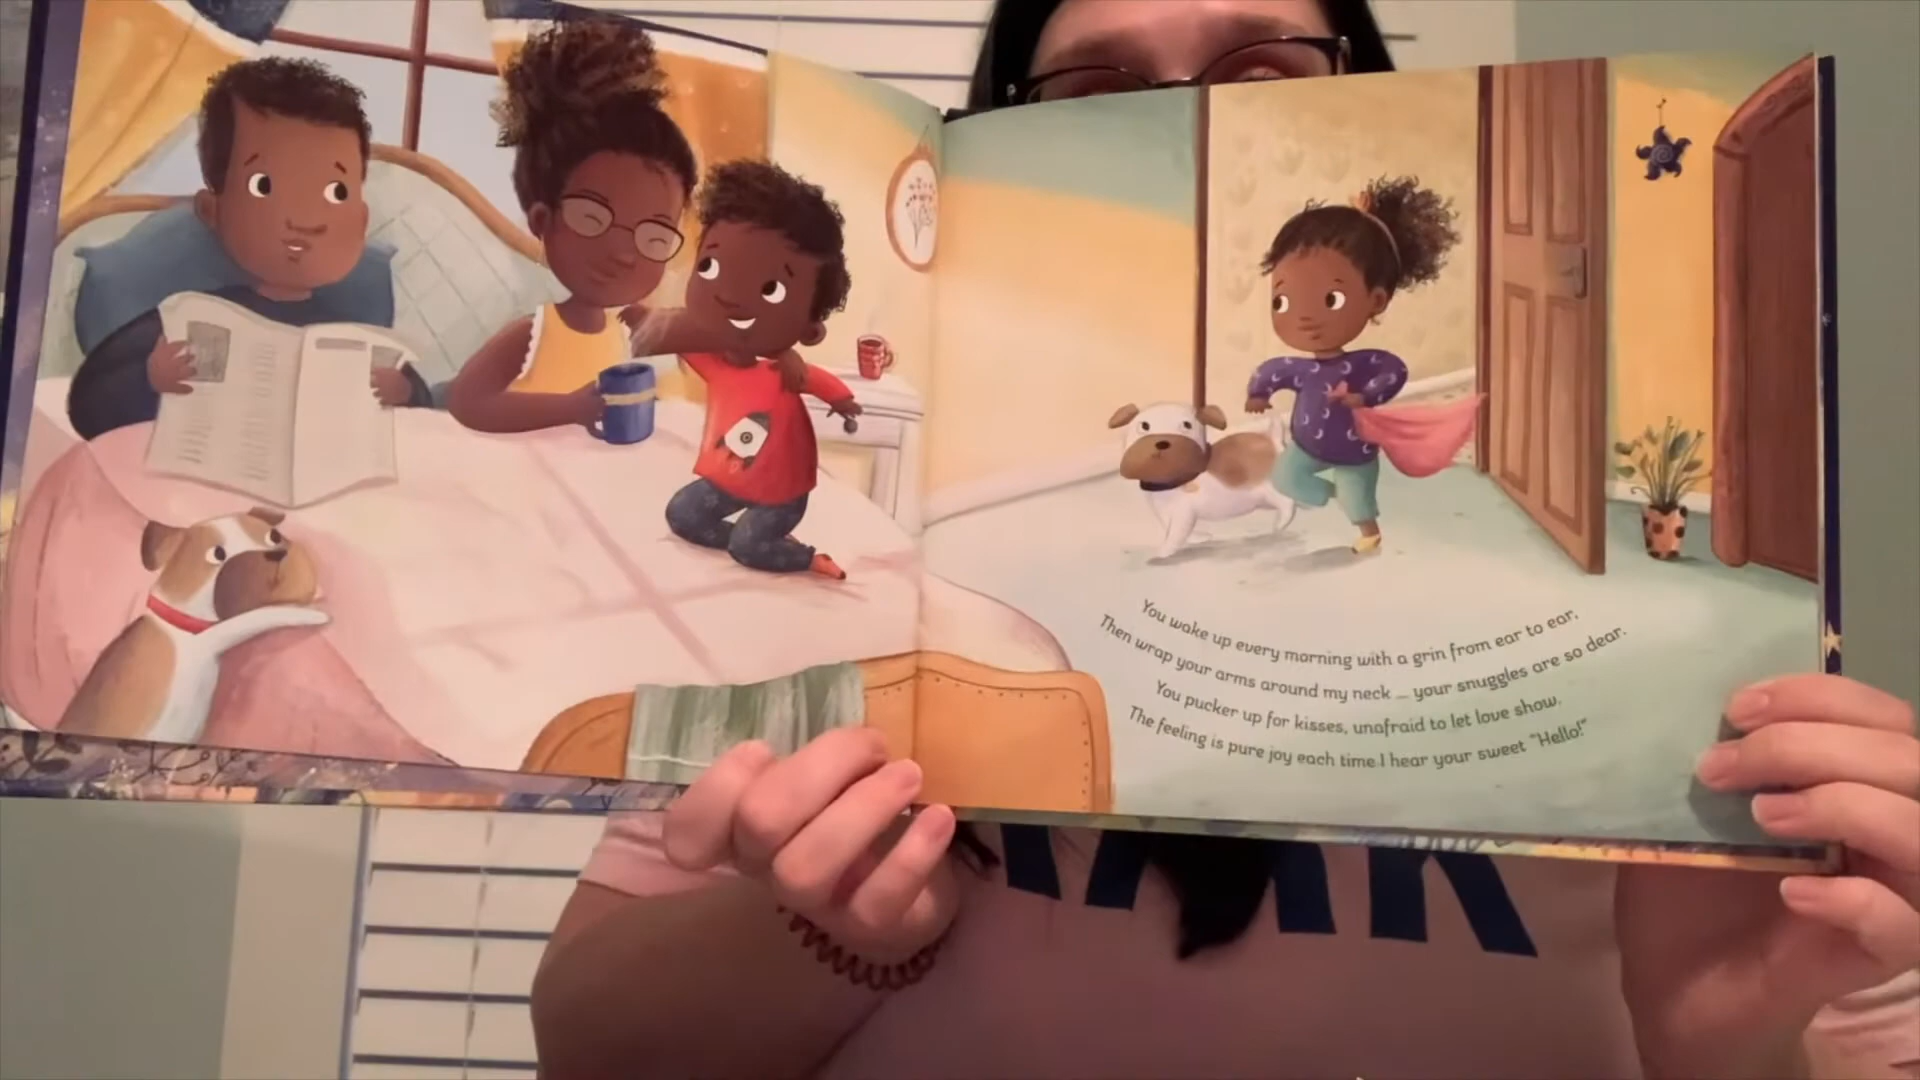 You wake up every morning with a grin from ear to ear,
Then wrap your arms around my neck ... your snuggles are so dear.
You pucker up for kisses, unafraid to let love show.
The feeling is pure joy each time I hear your sweet "Hello!"